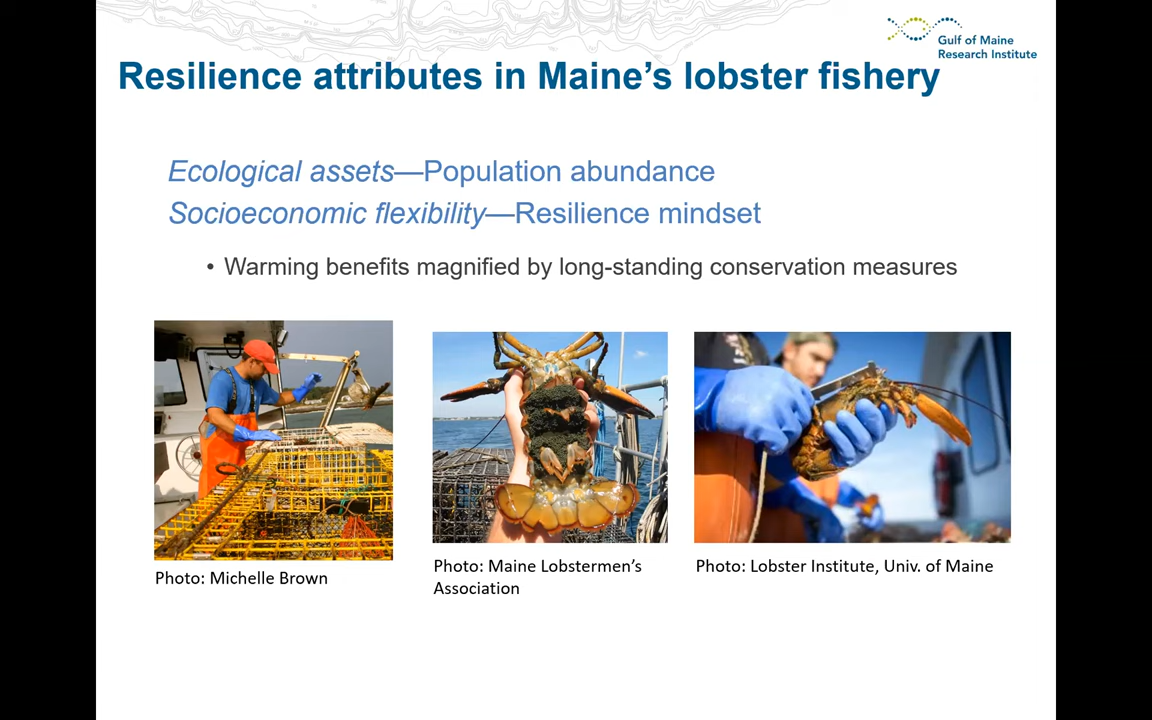 Gulf of Maine
Research Institute
Resilience attributes in Maine’s lobster fishery
Ecological assets—Population abundance
Socioeconomic flexibility—Resilience mindset
• Warming benefits magnified by long-standing conservation measures
Photo: Michelle Brown
Photo: Maine Lobstermen’s
Association
Photo: Lobster Institute, Univ. of Maine